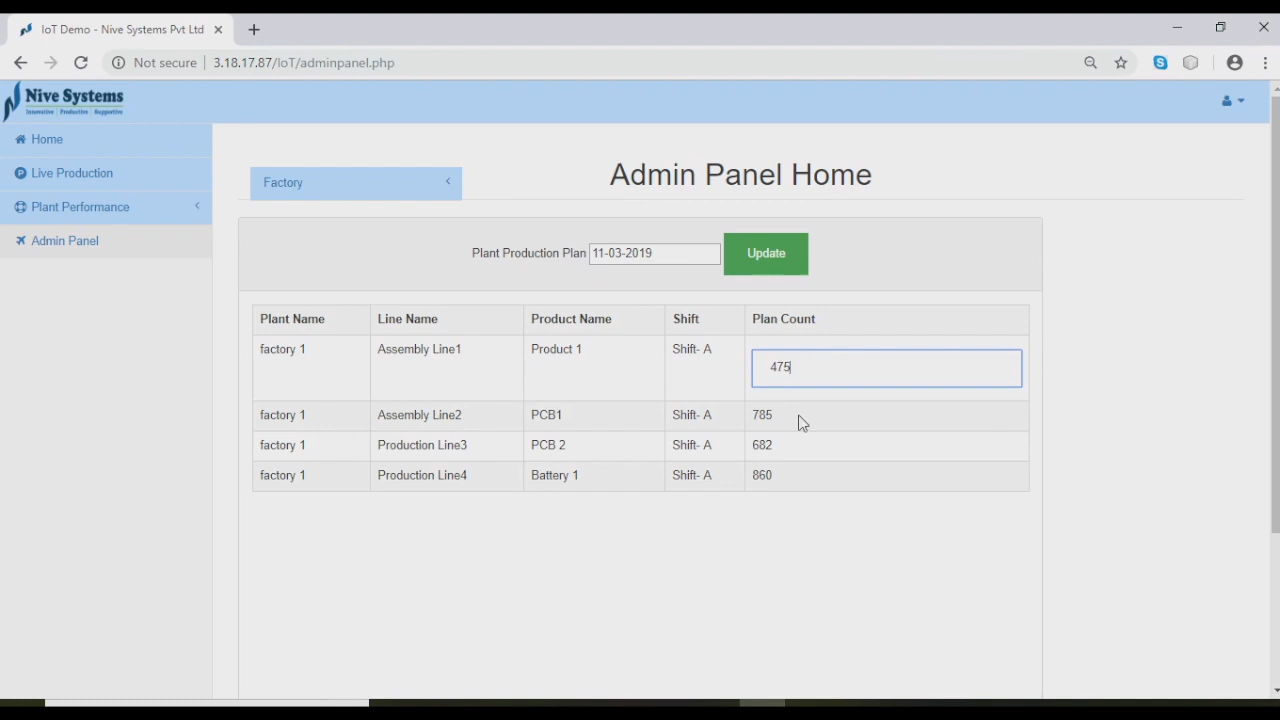 IoT Demo - Nive Systems Pvt Ltd
Not secure 3.18.17.87/IoT/adminpanel.php
Nive Systems
Innovative | Productive | Supportive
Home
Live Production
Plant Performance
Admin Panel
Factory
Admin Panel Home
Plant Production Plan 11-03-2019 Update
Plant Name Line Name Product Name Shift Plan Count
factory 1 Assembly Line1 Product 1 Shift- A 475
factory 1 Assembly Line2 PCB1 Shift- A 785
factory 1 Production Line3 PCB 2 Shift- A 682
factory 1 Production Line4 Battery 1 Shift- A 860